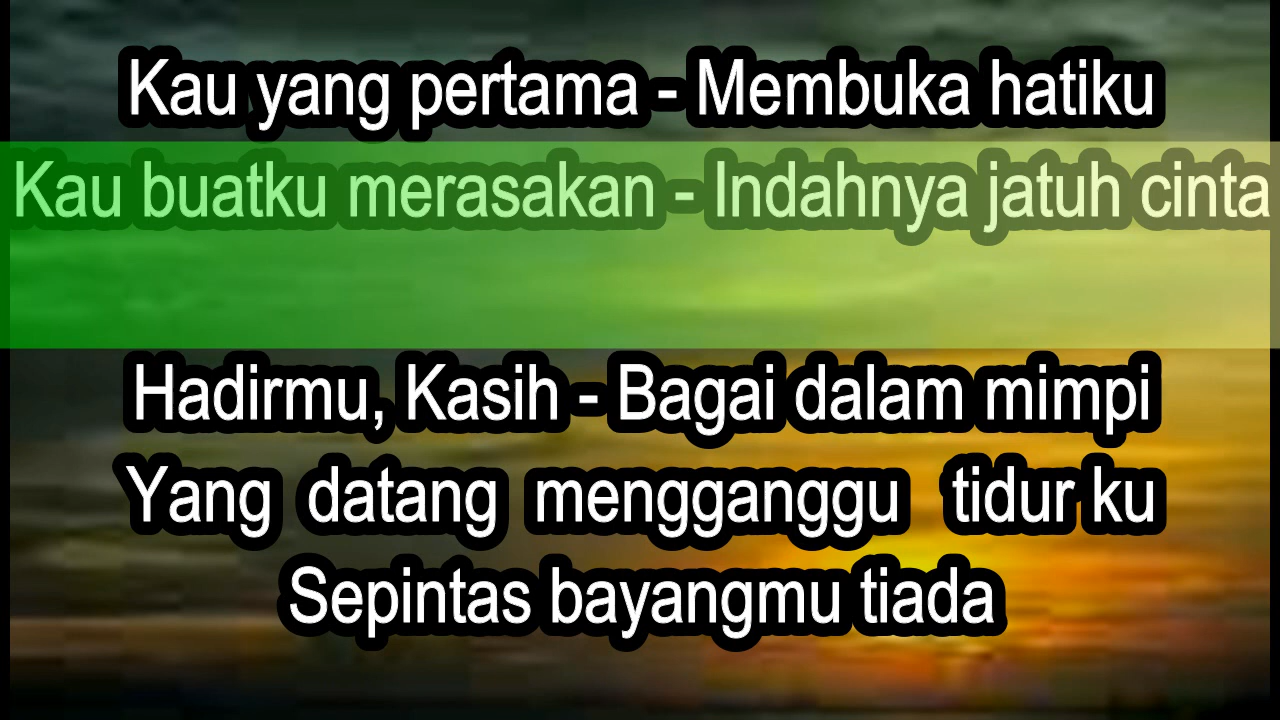 Kau yang pertama - Membuka hatiku
Kau buatku merasakan - Indahnya jatuh cinta
Hadirmu, Kasih - Bagai dalam mimpi
Yang datang mengganggu tidur ku
Sepintas bayangmu tiada